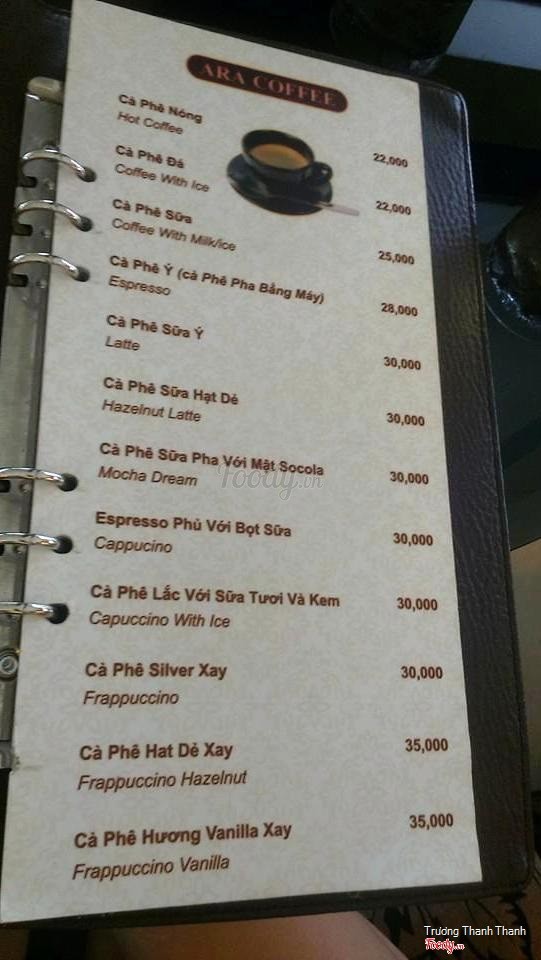 ARA COFFEE
Cà Phê Nóng
Hot Coffee 22,000
Cà Phê Đá
Coffee With Ice 22,000
Cà Phê Sữa
Coffee With Milk/ice 25,000
Cà Phê Ý (cà Phê Pha Bằng Máy)
Espresso 28,000
Cà Phê Sữa Ý
Latte 30,000
Cà Phê Sữa Hạt Dẻ
Hazelnut Latte 30,000
Cà Phê Sữa Pha Với Mật Socola
Mocha Dream 30,000
Foody.vn
Espresso Phủ Với Bọt Sữa 30,000
Cappucino
Cà Phê Lắc Với Sữa Tươi Và Kem 30,000
Capuccino With Ice
Cà Phê Silver Xay 30,000
Frappuccino
Cà Phê Hat Dẻ Xay 35,000
Frappuccino Hazelnut
Cà Phê Hương Vanilla Xay 35,000
Frappuccino Vanilla
Trương Thanh Thanh
Foody.vn